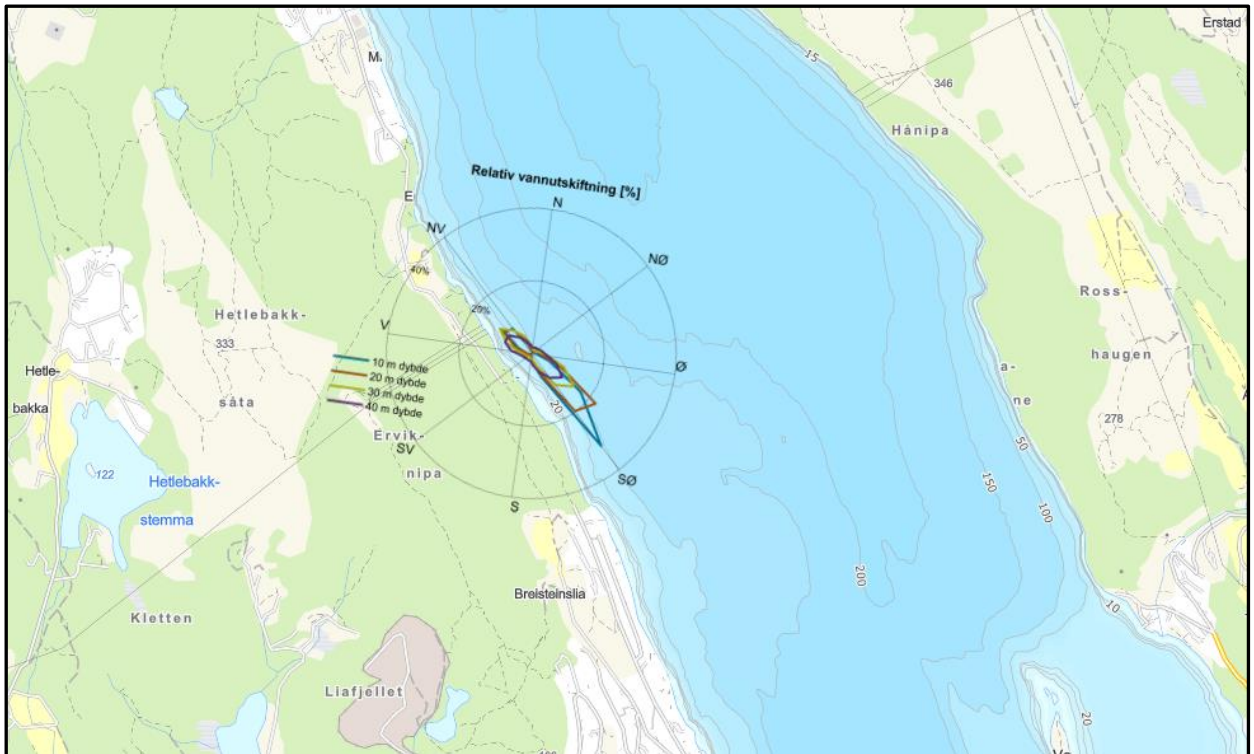 Erstad
M.
15
346
Hånipa
Relativ vannutskiftning [%]
N
E
NV
NØ
40%
20%
Ross-
Hetlebakk-
V
333
haugen
Ø
a-
Hetle-
10 m dybde
20 m dybde
30 m dybde
40 m dybde
ne
bakka
såta
20
278
Ervik-
50
SV
nipa
122
Hetlebakk-
SØ
150
stemma
S
100
200
Breisteinslia
Kletten
10
Liafjellet
20